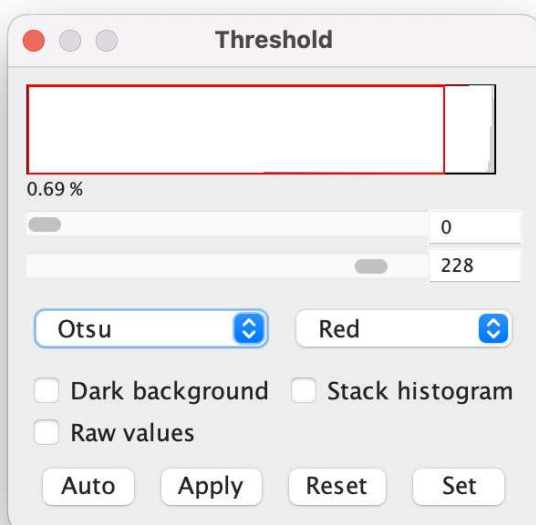 Threshold
0.69 %
0
228
Otsu Red
Dark background Stack histogram
Raw values
Auto Apply Reset Set